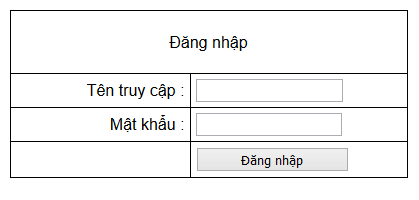 Đăng nhập
Tên truy cập :
Mật khẩu :
Đăng nhập